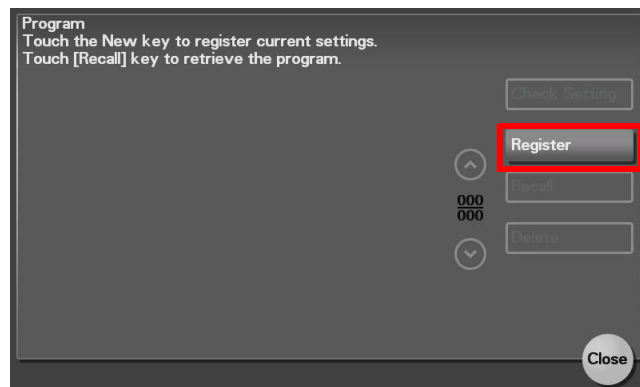 Program
Touch the New key to register current settings.
Touch [Recall] key to retrieve the program.
Check Setting
Register
Recall
000
000
Delete
Close